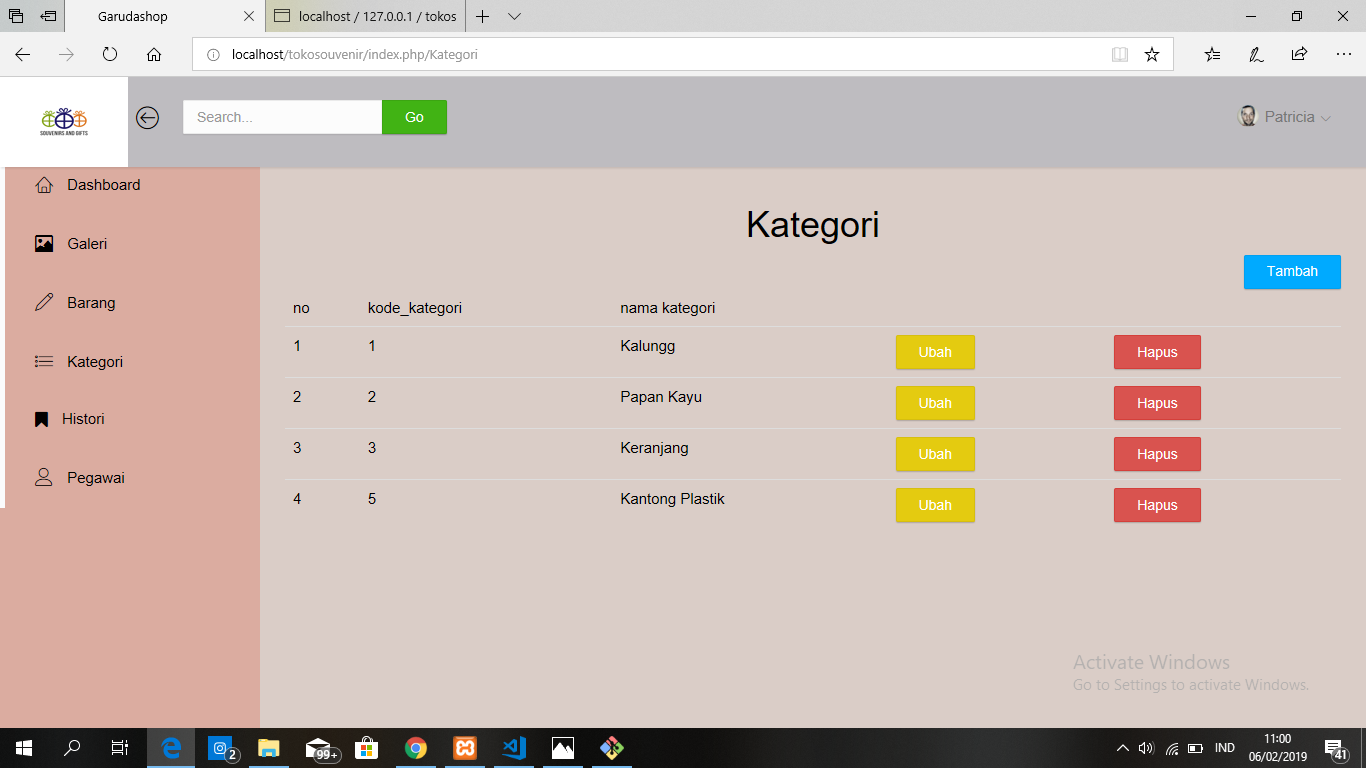 Garudashop
localhost / 127.0.0.1 / tokos
localhost/tokosouvenir/index.php/Kategori
SOUVENIRS AND GIFTS
Search...
Go
Patricia
Dashboard
Galeri
Barang
Kategori
Histori
Pegawai
Kategori
Tambah
no kode_kategori nama kategori
1 1 Kalungg Ubah Hapus
2 2 Papan Kayu Ubah Hapus
3 3 Keranjang Ubah Hapus
4 5 Kantong Plastik Ubah Hapus
Activate Windows
Go to Settings to activate Windows.
2
99+
IND
11:00
06/02/2019
41